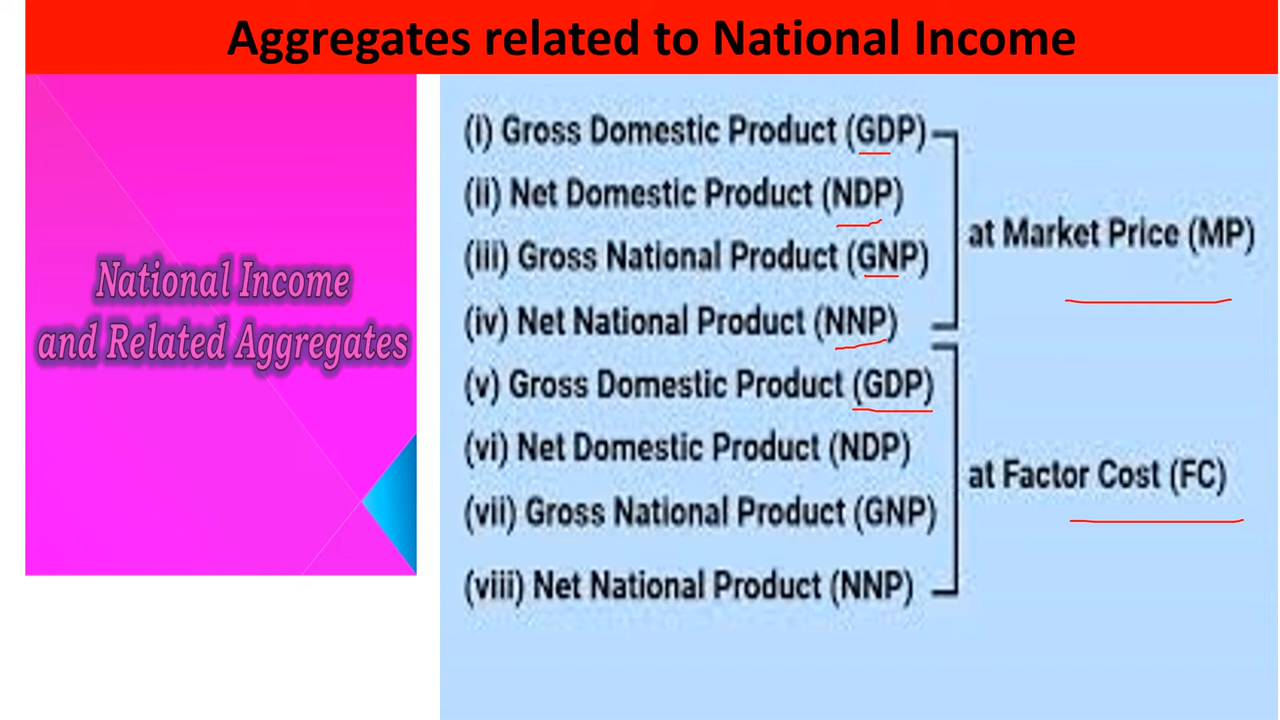 Aggregates related to National Income
National Income
and Related Aggregates
(i) Gross Domestic Product (GDP)
(ii) Net Domestic Product (NDP)
(iii) Gross National Product (GNP)
(iv) Net National Product (NNP)
at Market Price (MP)
(v) Gross Domestic Product (GDP)
(vi) Net Domestic Product (NDP)
(vii) Gross National Product (GNP)
(viii) Net National Product (NNP)
at Factor Cost (FC)